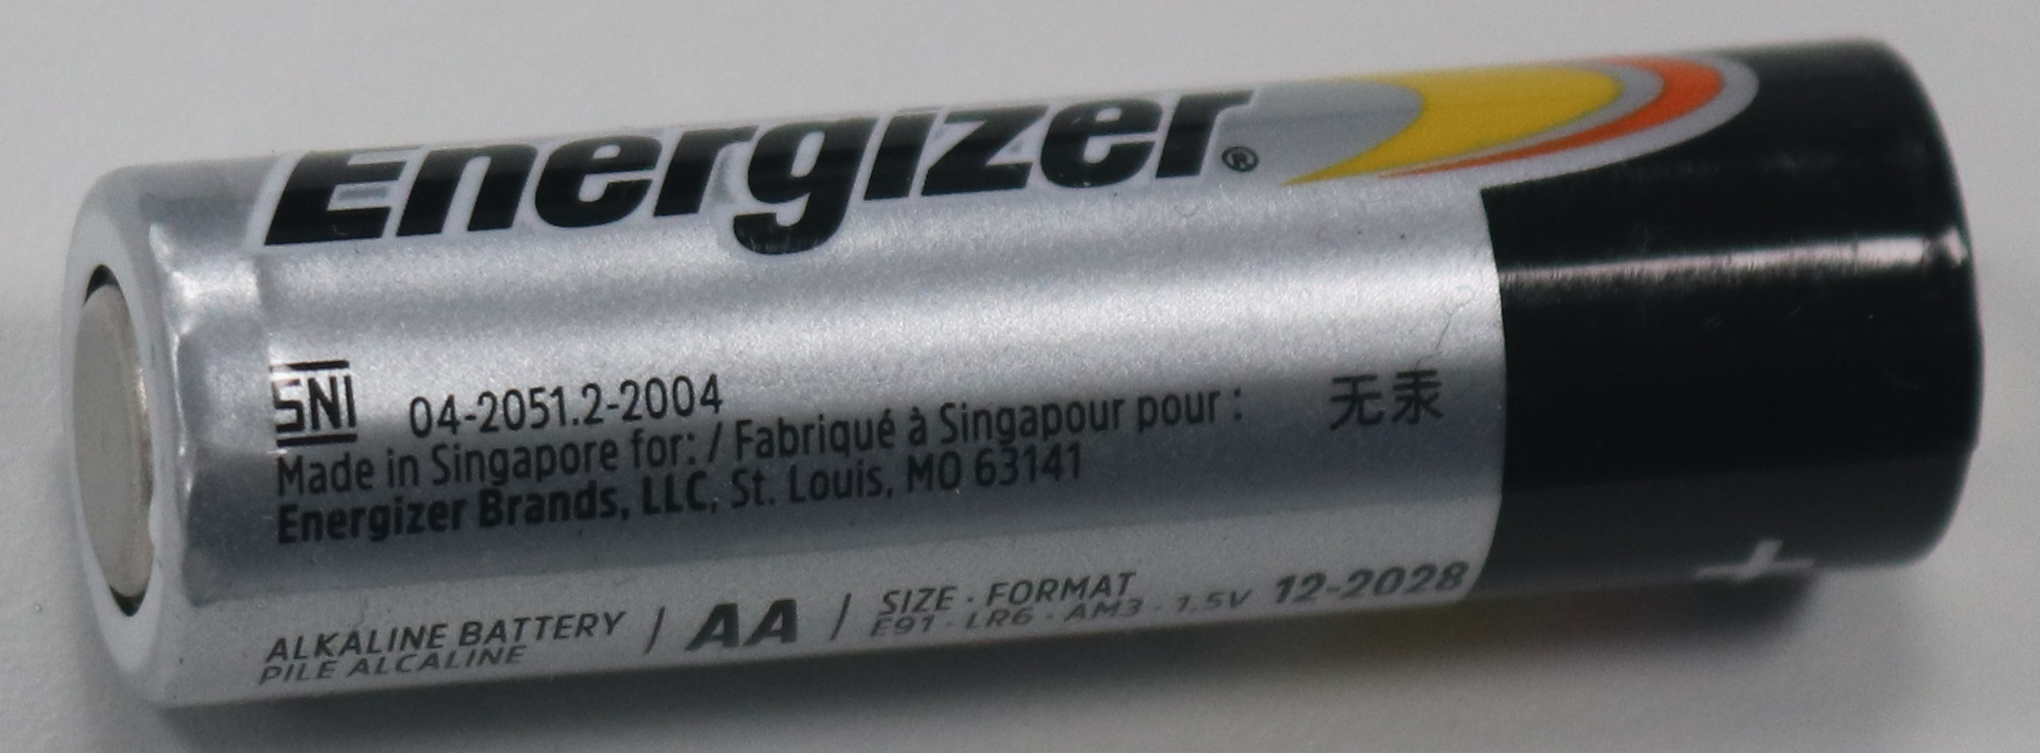 Energizer®
SNI 04-2051.2-2004
Made in Singapore for: / Fabriqué à Singapour pour :
无汞
Energizer Brands, LLC, St. Louis, MO 63141
ALKALINE BATTERY / AA / SIZE · FORMAT
PILE ALCALINE E91 · LR6 · AM3 · 1.5V 12-2028
+